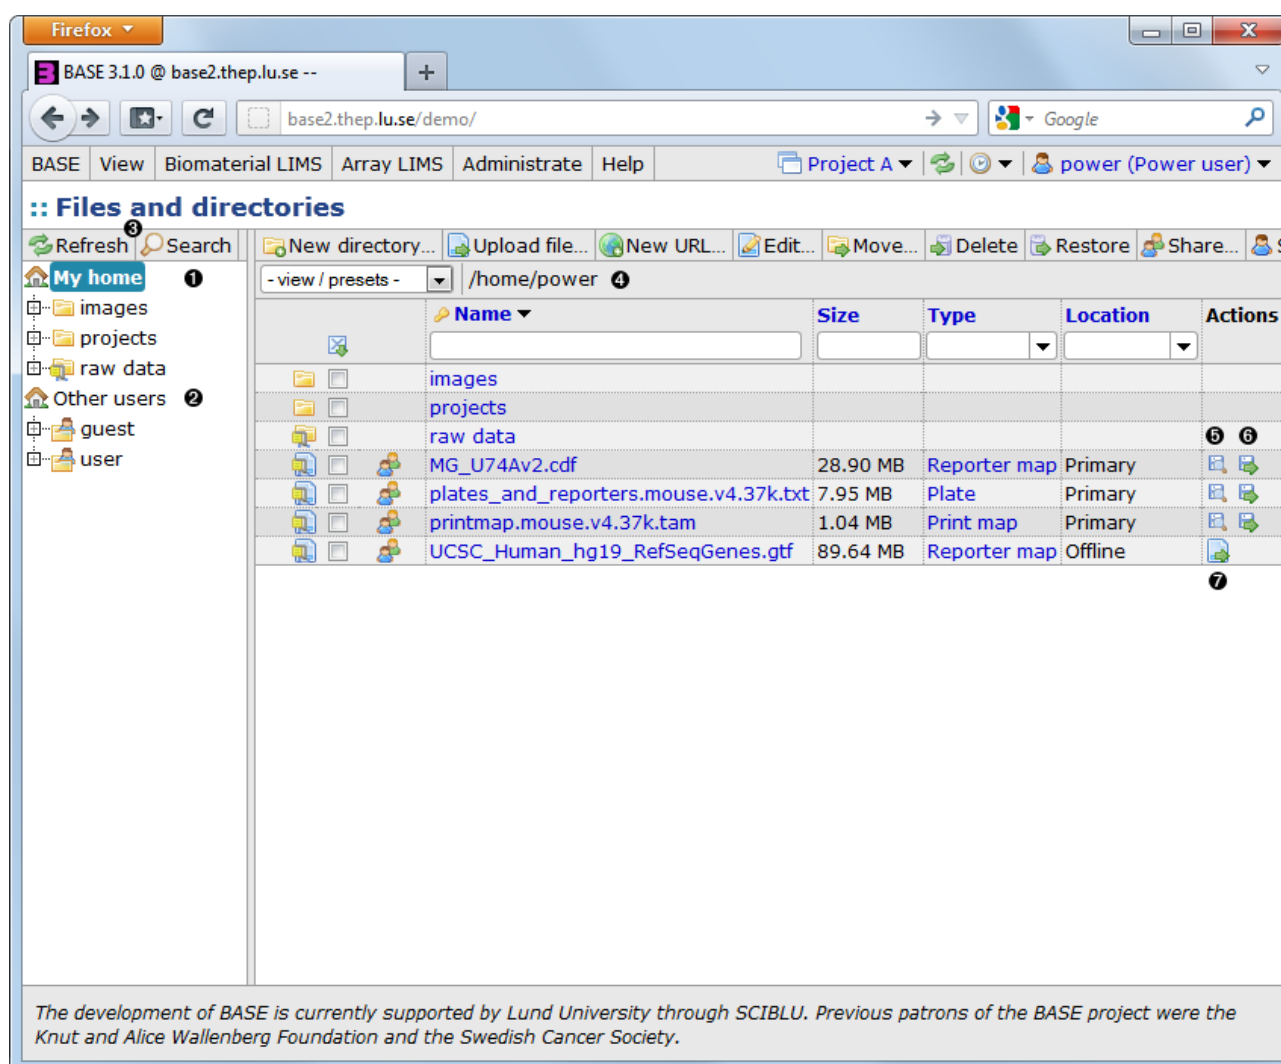 Firefox
BASE 3.1.0 @ base2.thep.lu.se --
base2.thep.lu.se/demo/
Google
BASE View Biomaterial LIMS Array LIMS Administrate Help Project A power (Power user)
:: Files and directories
❸
Refresh Search New directory... Upload file... New URL... Edit... Move... Delete Restore Share... S
My home ❶ - view / presets - /home/power ❹
images
projects
raw data
Other users ❷
guest
user
Name Size Type Location Actions
images
projects
raw data ❺ ❻
MG_U74Av2.cdf 28.90 MB Reporter map Primary
plates_and_reporters.mouse.v4.37k.txt 7.95 MB Plate Primary
printmap.mouse.v4.37k.tam 1.04 MB Print map Primary
UCSC_Human_hg19_RefSeqGenes.gtf 89.64 MB Reporter map Offline
❼
The development of BASE is currently supported by Lund University through SCIBLU. Previous patrons of the BASE project were the
Knut and Alice Wallenberg Foundation and the Swedish Cancer Society.